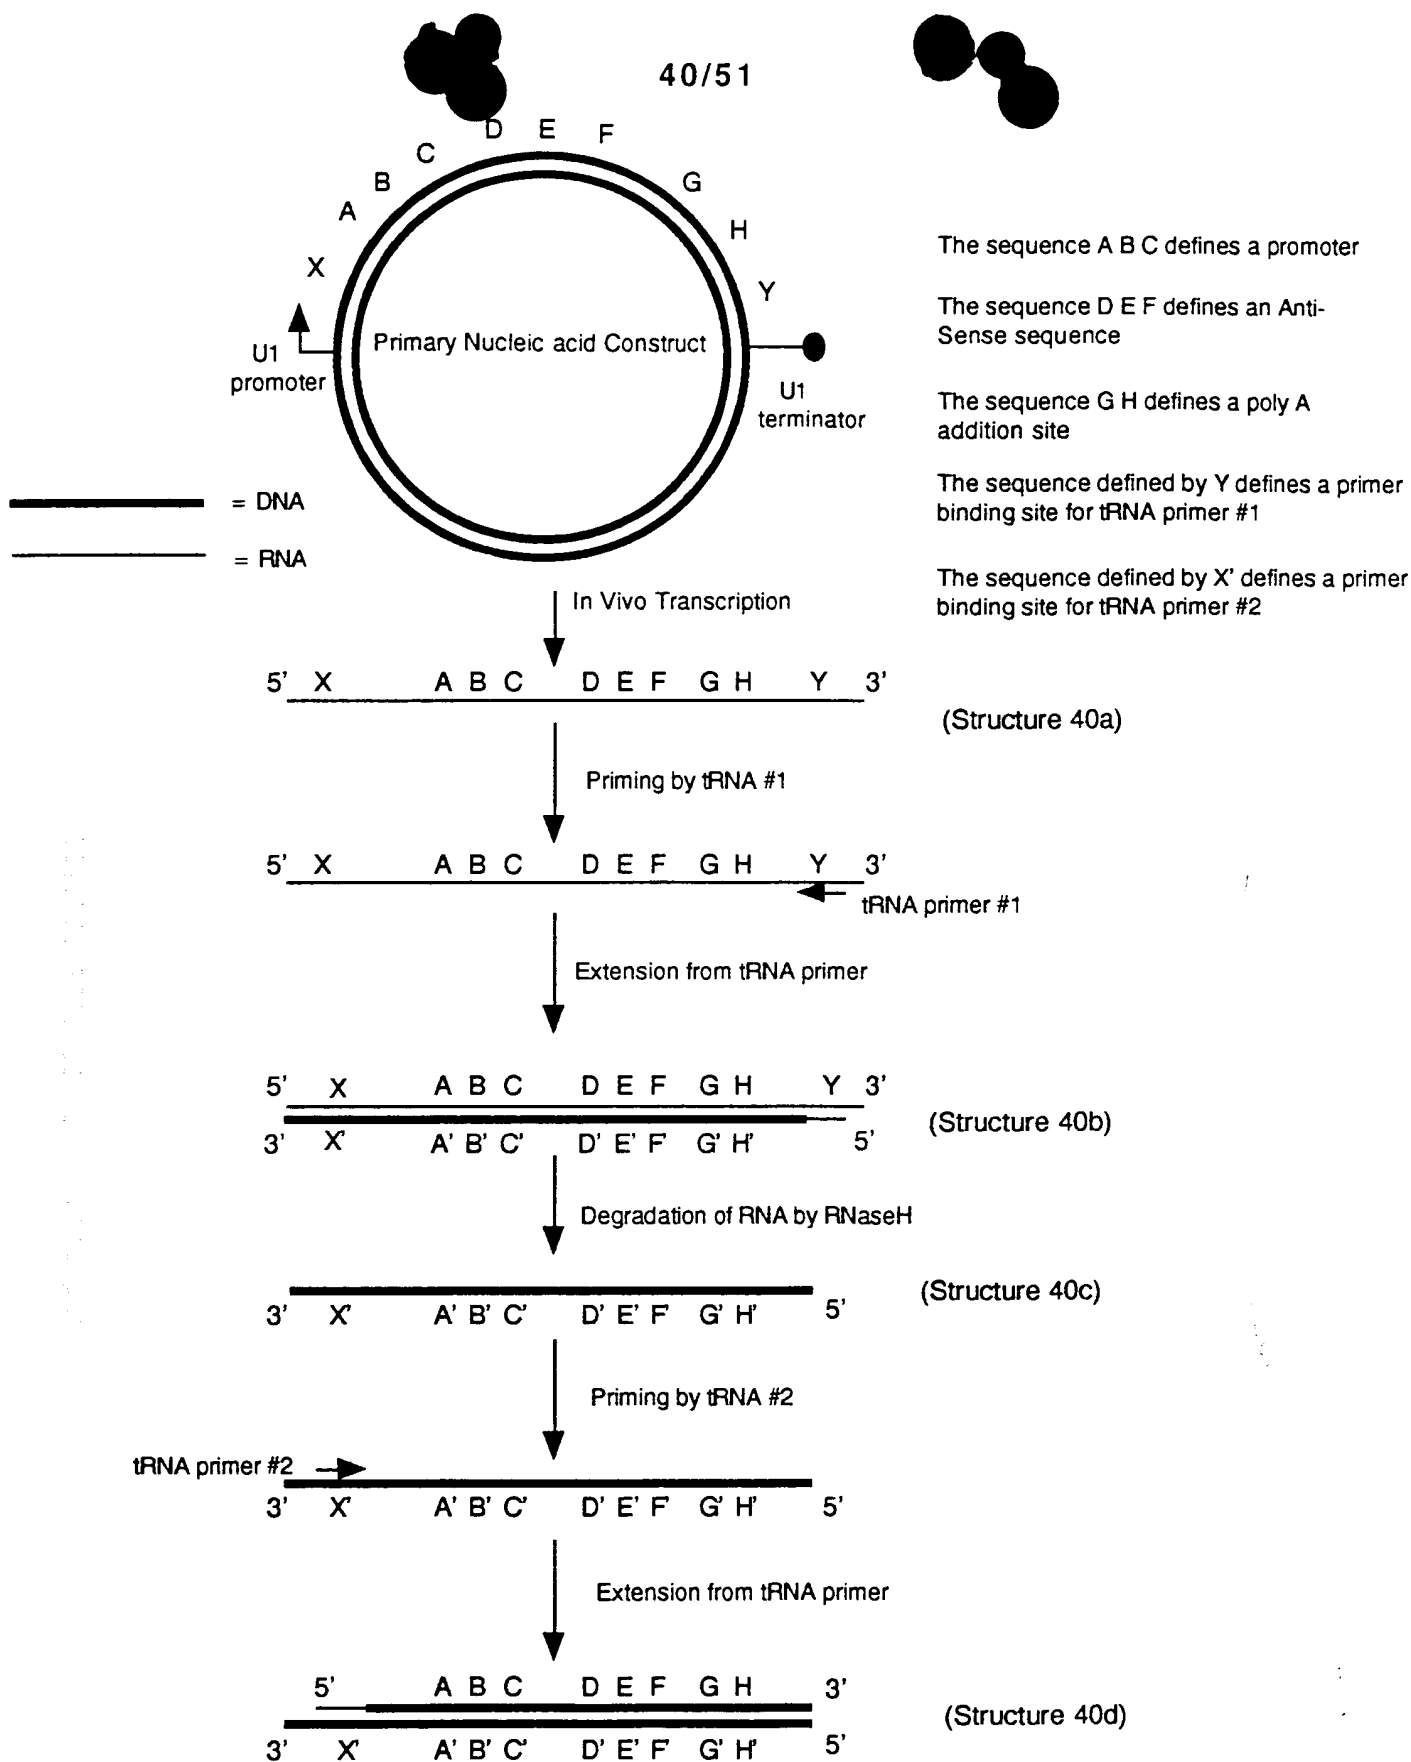 40/51
D E F
C G
B H
A Y
X
The sequence A B C defines a promoter
The sequence D E F defines an Anti-
Sense sequence
Primary Nucleic acid Construct
U1
promoter
U1
terminator
The sequence G H defines a poly A
addition site
The sequence defined by Y defines a primer
binding site for tRNA primer #1
The sequence defined by X' defines a primer
binding site for tRNA primer #2
= DNA
= RNA
In Vivo Transcription
5' X A B C D E F G H Y 3'
(Structure 40a)
Priming by tRNA #1
5' X A B C D E F G H Y 3'
tRNA primer #1
Extension from tRNA primer
5' X A B C D E F G H Y 3'
3' X' A' B' C' D' E' F' G' H' 5'
(Structure 40b)
Degradation of RNA by RNaseH
(Structure 40c)
3' X' A' B' C' D' E' F' G' H' 5'
Priming by tRNA #2
tRNA primer #2
3' X' A' B' C' D' E' F' G' H' 5'
Extension from tRNA primer
5' A B C D E F G H 3'
(Structure 40d)
3' X' A' B' C' D' E' F' G' H' 5'